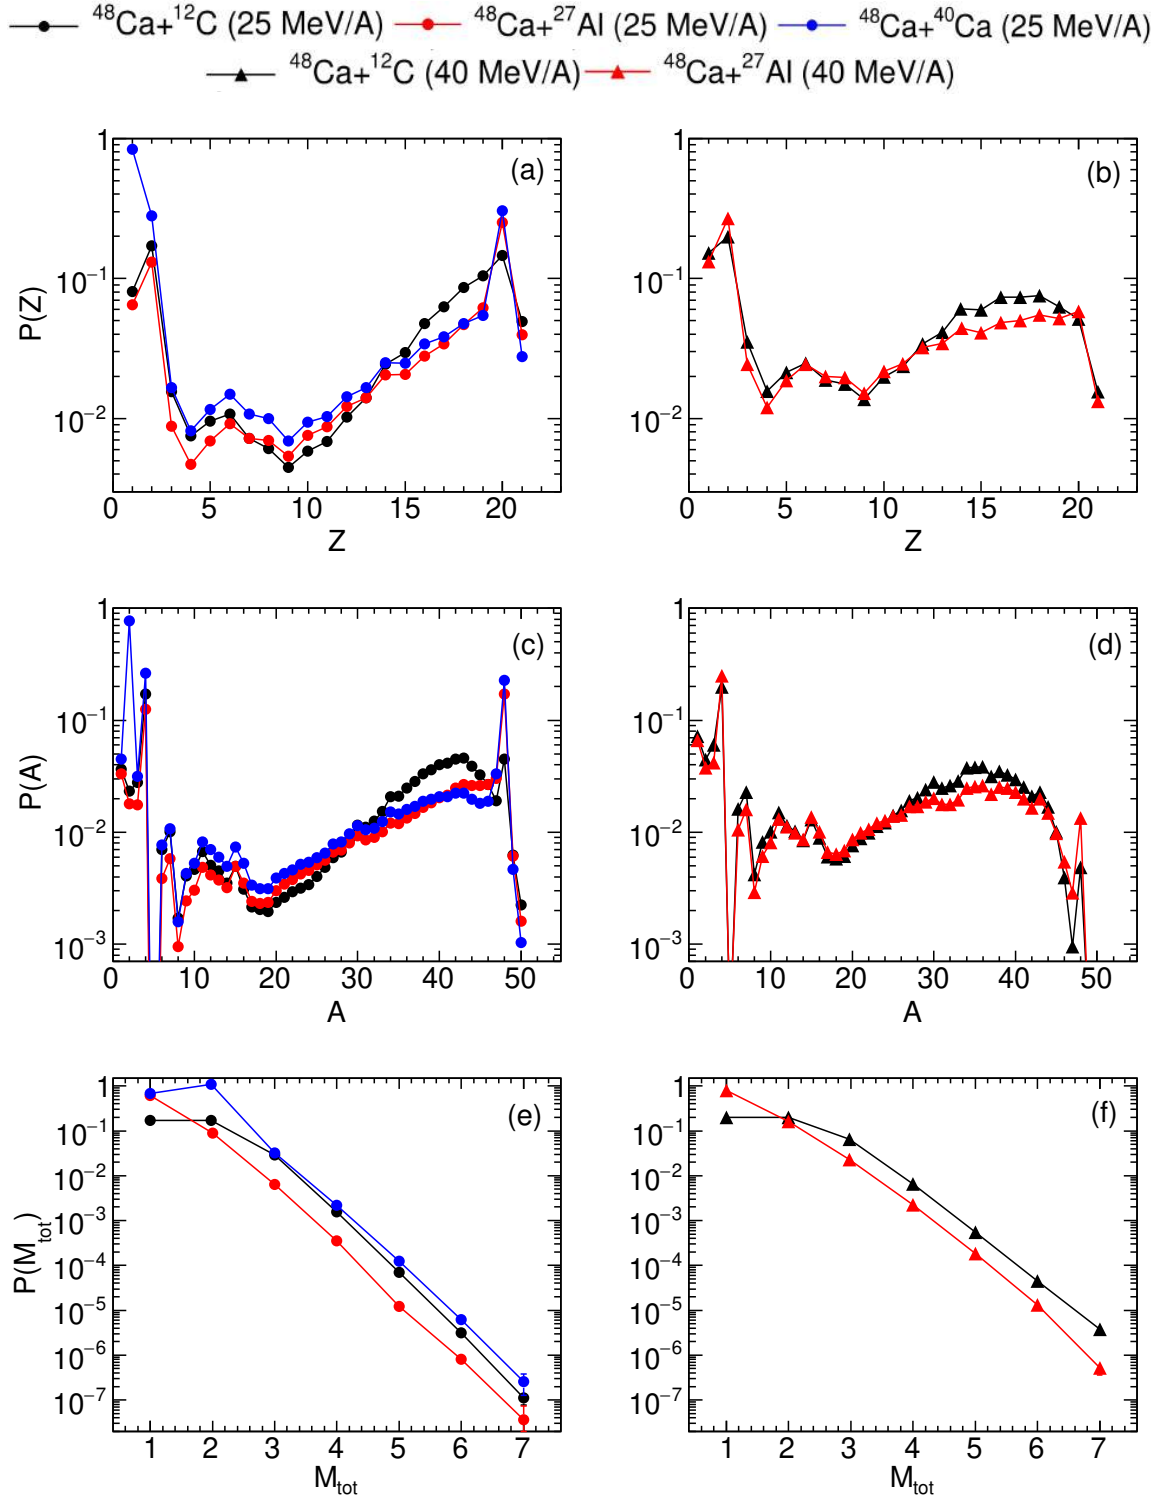 ⁴⁸Ca+¹²C (25 MeV/A) ⁴⁸Ca+²⁷Al (25 MeV/A) ⁴⁸Ca+⁴⁰Ca (25 MeV/A)
⁴⁸Ca+¹²C (40 MeV/A) ⁴⁸Ca+²⁷Al (40 MeV/A)
(a)
P(Z)
1
10⁻¹
10⁻²
0 5 10 15 20
Z
(b)
1
10⁻¹
10⁻²
0 5 10 15 20
Z
(c)
P(A)
1
10⁻¹
10⁻²
10⁻³
0 10 20 30 40 50
A
(d)
1
10⁻¹
10⁻²
10⁻³
0 10 20 30 40 50
A
(e)
P(M_tot)
1
10⁻¹
10⁻²
10⁻³
10⁻⁴
10⁻⁵
10⁻⁶
10⁻⁷
1 2 3 4 5 6 7
M_tot
(f)
1
10⁻¹
10⁻²
10⁻³
10⁻⁴
10⁻⁵
10⁻⁶
10⁻⁷
1 2 3 4 5 6 7
M_tot